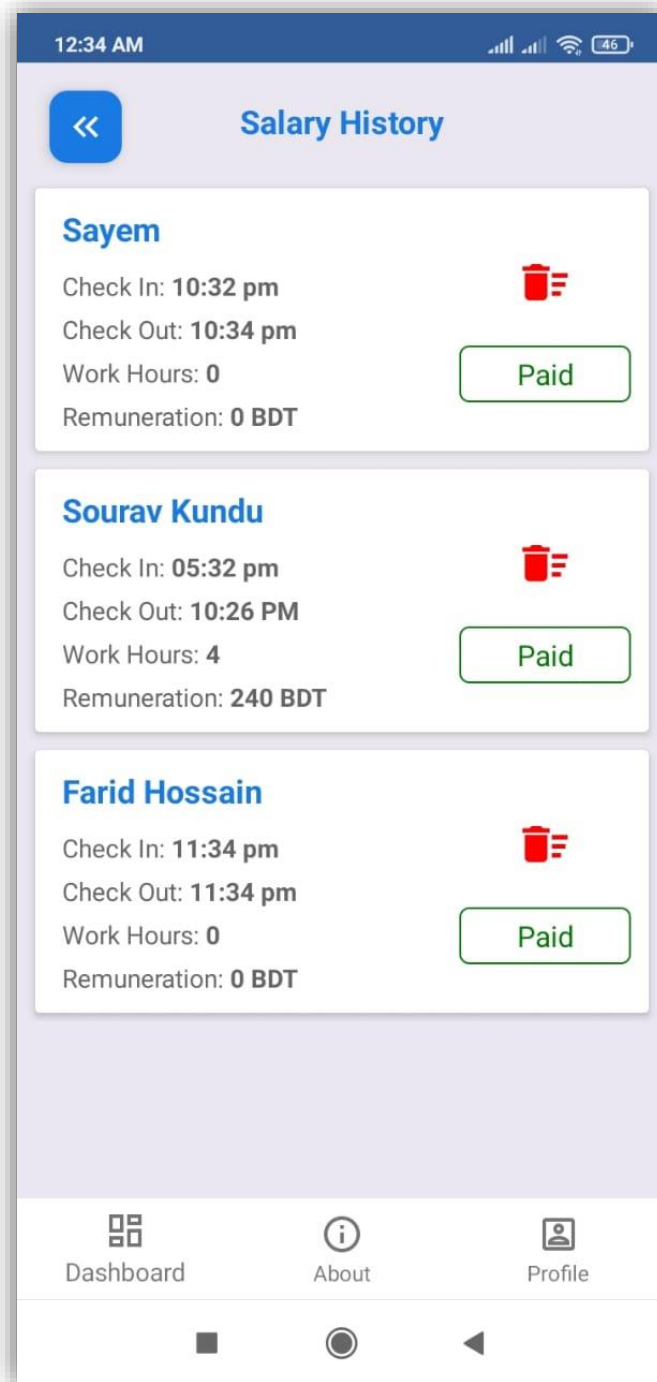 12:34 AM 46
Salary History
Sayem
Check In: 10:32 pm
Check Out: 10:34 pm
Work Hours: 0
Paid
Remuneration: 0 BDT
Sourav Kundu
Check In: 05:32 pm
Check Out: 10:26 PM
Work Hours: 4
Paid
Remuneration: 240 BDT
Farid Hossain
Check In: 11:34 pm
Check Out: 11:34 pm
Work Hours: 0
Paid
Remuneration: 0 BDT
Dashboard About Profile